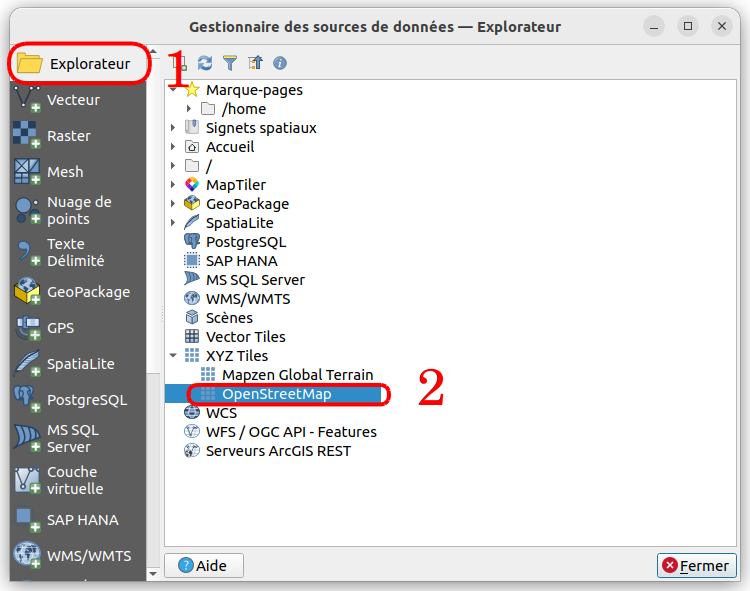 Gestionnaire des sources de données — Explorateur
Explorateur
1
Vecteur
Raster
Mesh
Nuage de
points
Texte
Délimité
GeoPackage
GPS
SpatiaLite
PostgreSQL
MS SQL
Server
Couche
virtuelle
SAP HANA
WMS/WMTS
Marque-pages
/home
Signets spatiaux
Accueil
/
MapTiler
GeoPackage
SpatiaLite
PostgreSQL
SAP HANA
MS SQL Server
WMS/WMTS
Scènes
Vector Tiles
XYZ Tiles
Mapzen Global Terrain
OpenStreetMap
2
WCS
WFS / OGC API - Features
Serveurs ArcGIS REST
Aide
Fermer